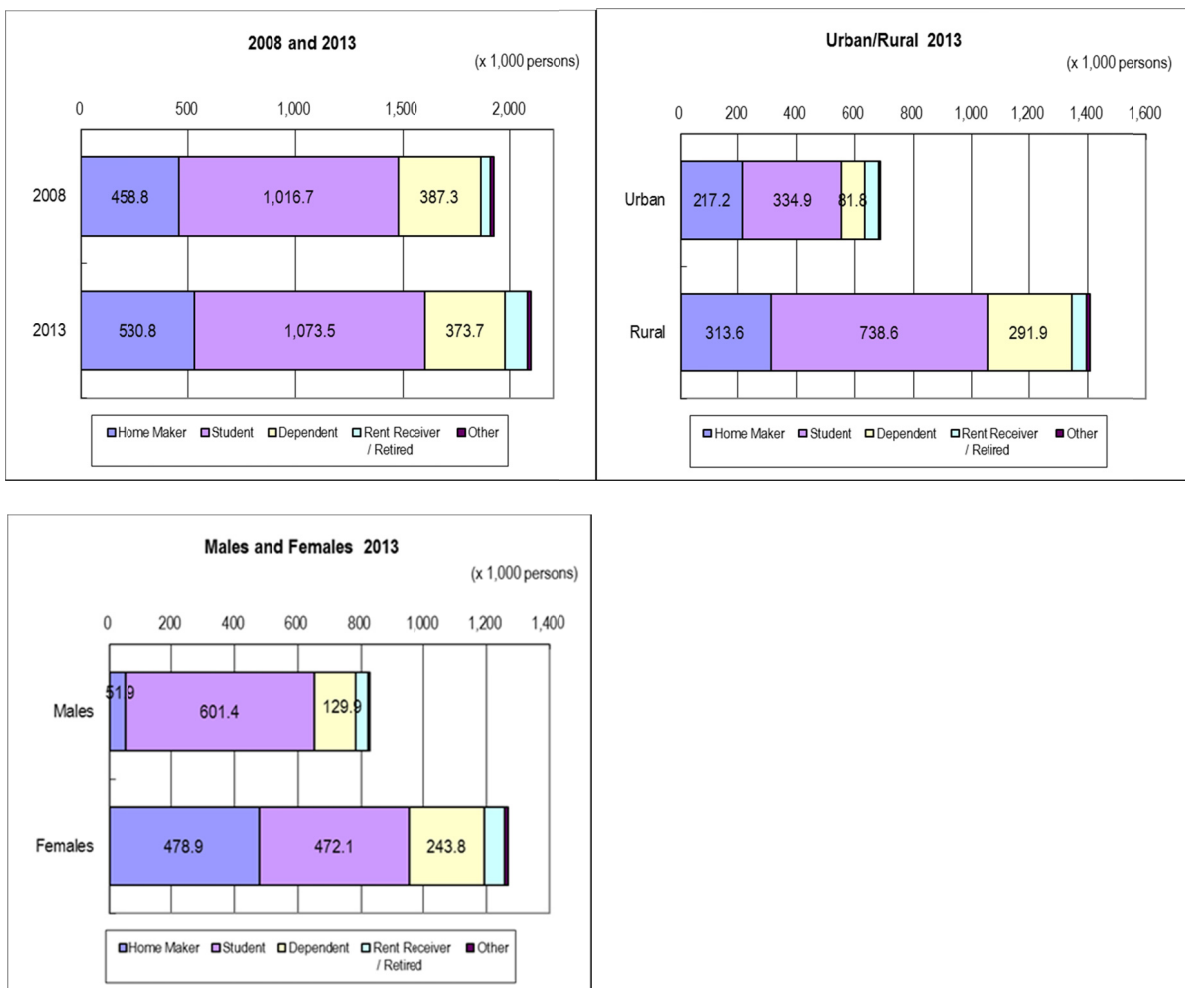 2008 and 2013
(x 1,000 persons)
0 500 1,000 1,500 2,000
2008 458.8 1,016.7 387.3
2013 530.8 1,073.5 373.7
Home Maker Student Dependent Rent Receiver / Retired Other
Urban/Rural 2013
(x 1,000 persons)
0 200 400 600 800 1,000 1,200 1,400 1,600
Urban 217.2 334.9 81.8
Rural 313.6 738.6 291.9
Home Maker Student Dependent Rent Receiver / Retired Other
Males and Females 2013
(x 1,000 persons)
0 200 400 600 800 1,000 1,200 1,400
Males 51.9 601.4 129.9
Females 478.9 472.1 243.8
Home Maker Student Dependent Rent Receiver / Retired Other